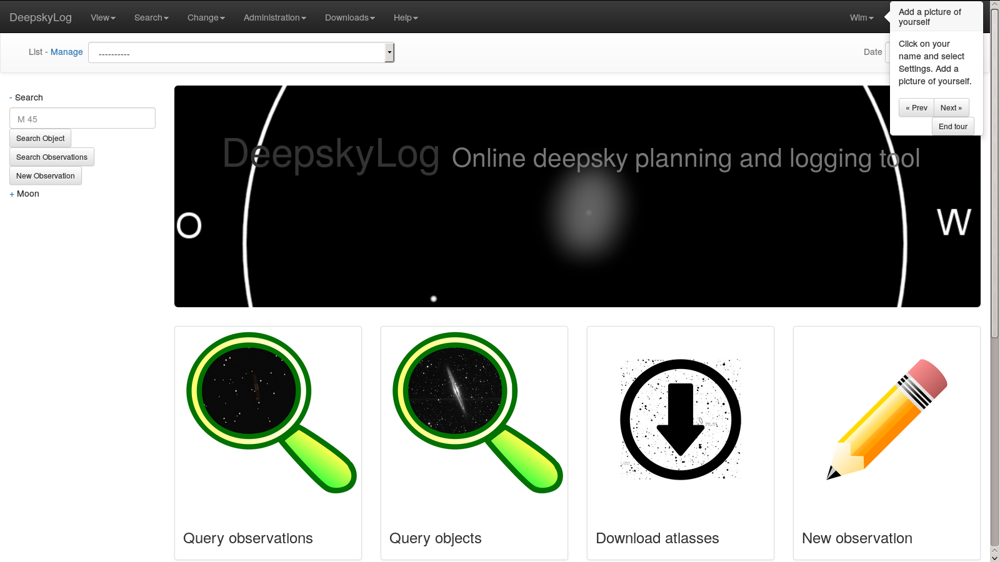 DeepskyLog View Search Change Administration Downloads Help Wim
Add a picture of
yourself
Click on your
name and select
Settings. Add a
picture of yourself.
« Prev Next »
End tour
List - Manage ---------- Date
- Search
M 45
Search Object
Search Observations
New Observation
+ Moon
DeepskyLog Online deepsky planning and logging tool
O W
Query observations
Query objects
Download atlasses
New observation